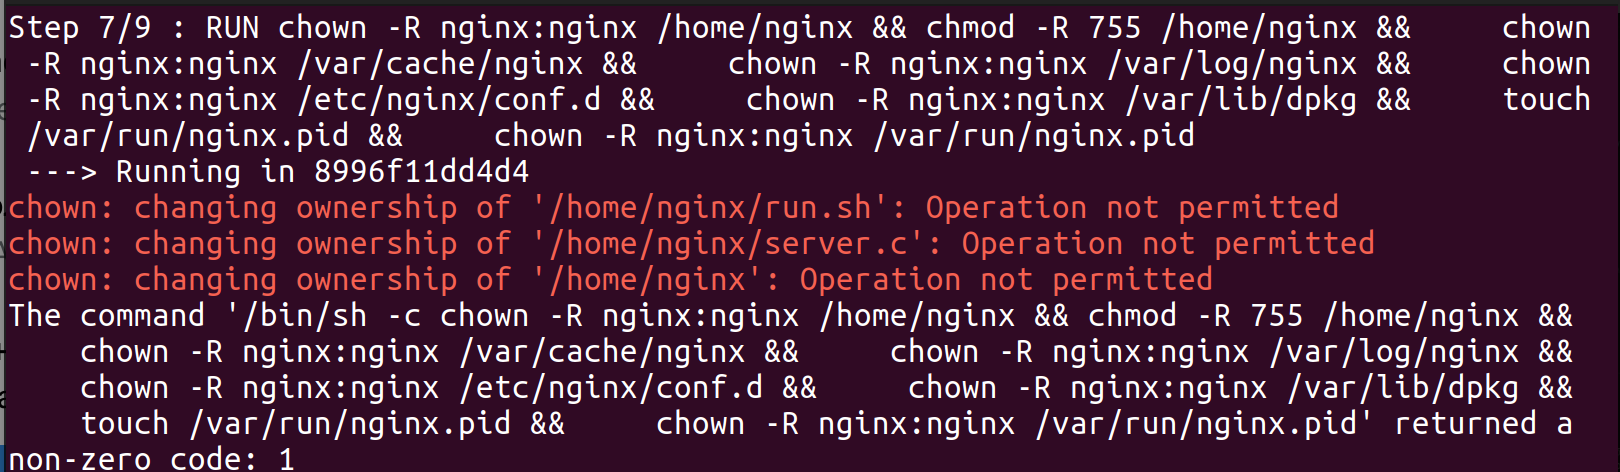 Step 7/9 : RUN chown -R nginx:nginx /home/nginx && chmod -R 755 /home/nginx &&     chown
 -R nginx:nginx /var/cache/nginx &&     chown -R nginx:nginx /var/log/nginx &&     chown
 -R nginx:nginx /etc/nginx/conf.d &&     chown -R nginx:nginx /var/lib/dpkg &&     touch
 /var/run/nginx.pid &&     chown -R nginx:nginx /var/run/nginx.pid
 ---> Running in 8996f11dd4d4
chown: changing ownership of '/home/nginx/run.sh': Operation not permitted
chown: changing ownership of '/home/nginx/server.c': Operation not permitted
chown: changing ownership of '/home/nginx': Operation not permitted
The command '/bin/sh -c chown -R nginx:nginx /home/nginx && chmod -R 755 /home/nginx &&
    chown -R nginx:nginx /var/cache/nginx &&     chown -R nginx:nginx /var/log/nginx &&
    chown -R nginx:nginx /etc/nginx/conf.d &&     chown -R nginx:nginx /var/lib/dpkg &&
    touch /var/run/nginx.pid &&     chown -R nginx:nginx /var/run/nginx.pid' returned a
non-zero code: 1